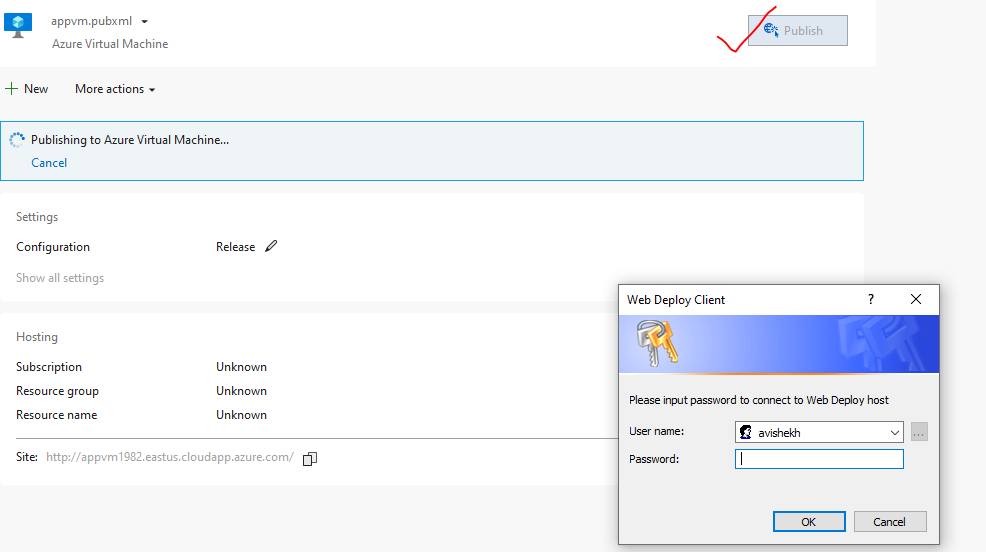 appvm.pubxml
Azure Virtual Machine
Publish
New More actions
Publishing to Azure Virtual Machine...
Cancel
Settings
Configuration Release
Show all settings
Hosting
Subscription Unknown
Resource group Unknown
Resource name Unknown
Site: http://appvm1982.eastus.cloudapp.azure.com/
Web Deploy Client ?
Please input password to connect to Web Deploy host
User name: avishekh ...
Password:
OK Cancel